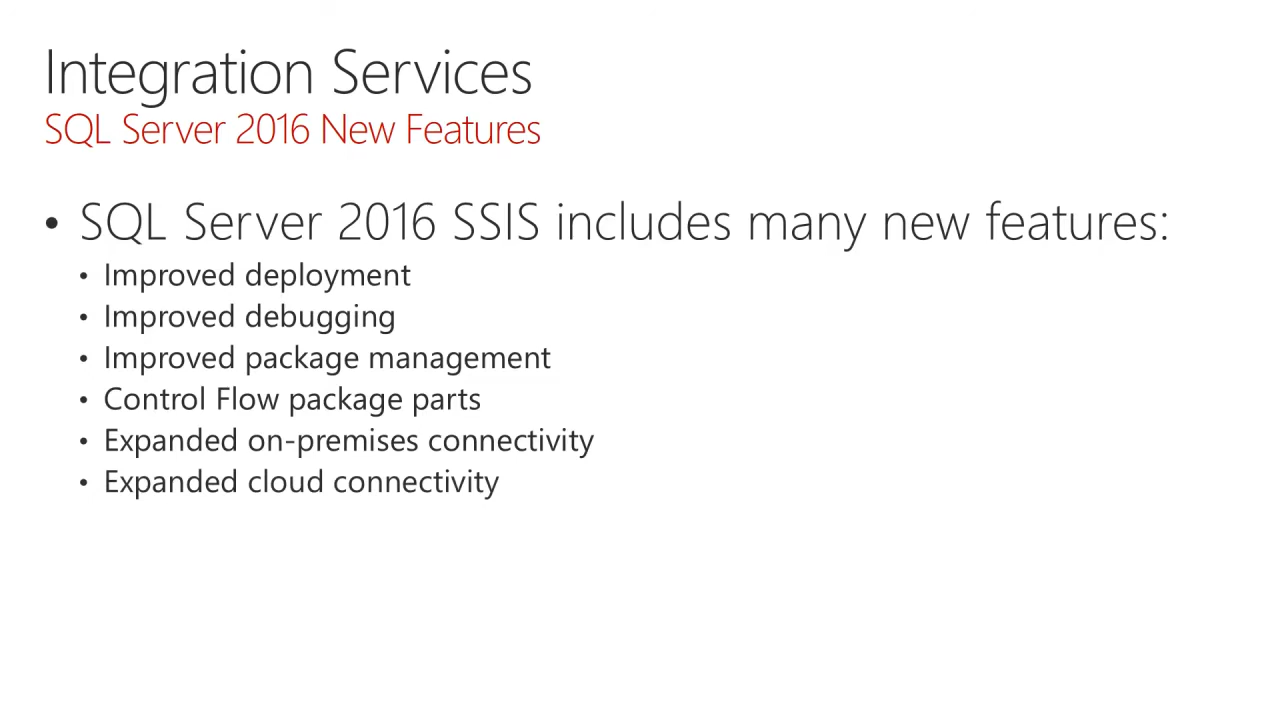 Integration Services
SQL Server 2016 New Features
• SQL Server 2016 SSIS includes many new features:
• Improved deployment
• Improved debugging
• Improved package management
• Control Flow package parts
• Expanded on-premises connectivity
• Expanded cloud connectivity